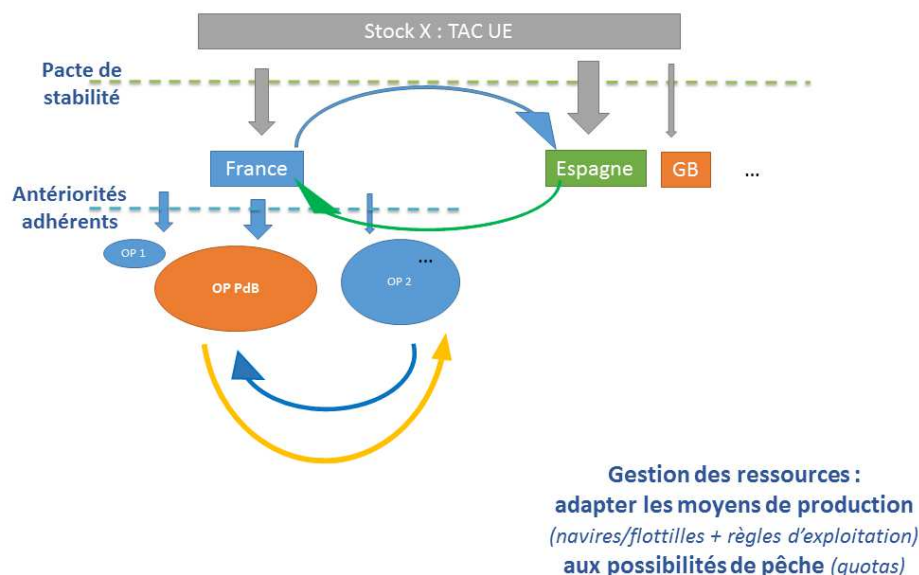 Stock X : TAC UE
Pacte de
stabilité
France
Espagne
GB
...
Antériorités
adhérents
OP 1
OP PdB
...
OP 2
Gestion des ressources :
adapter les moyens de production
(navires/flottilles + règles d'exploitation)
aux possibilités de pêche (quotas)